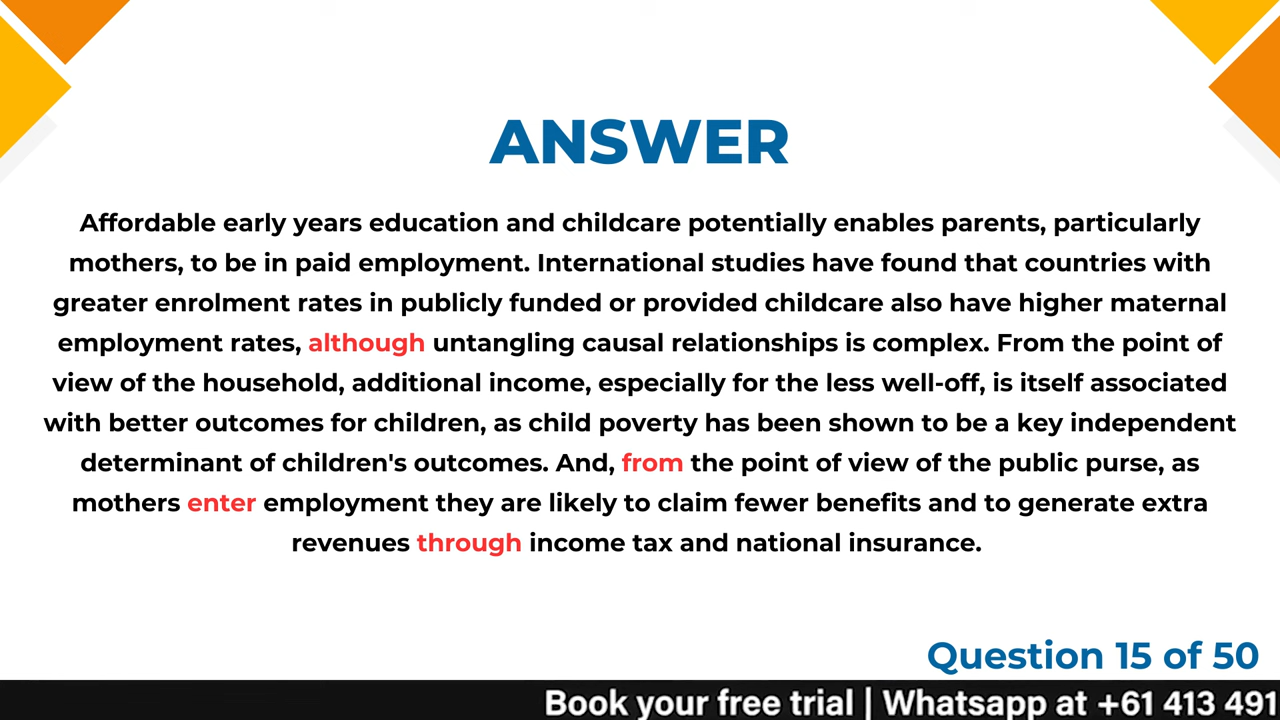 ANSWER
Affordable early years education and childcare potentially enables parents, particularly
mothers, to be in paid employment. International studies have found that countries with
greater enrolment rates in publicly funded or provided childcare also have higher maternal
employment rates, although untangling causal relationships is complex. From the point of
view of the household, additional income, especially for the less well-off, is itself associated
with better outcomes for children, as child poverty has been shown to be a key independent
determinant of children's outcomes. And, from the point of view of the public purse, as
mothers enter employment they are likely to claim fewer benefits and to generate extra
revenues through income tax and national insurance.
Question 15 of 50
Book your free trial | Whatsapp at +61 413 491